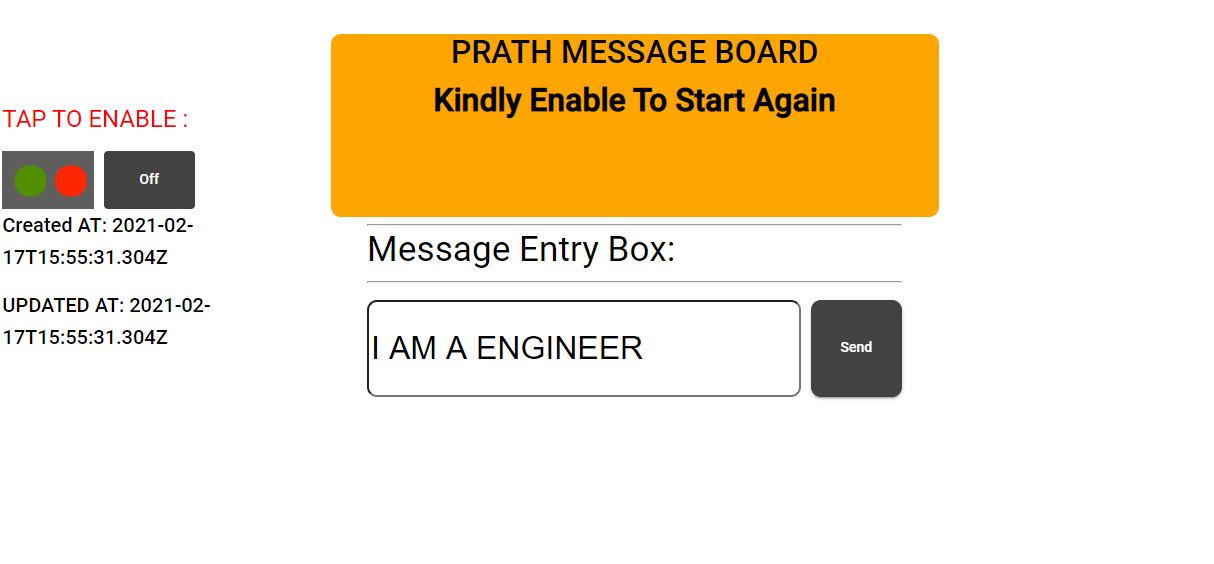 PRATH MESSAGE BOARD
Kindly Enable To Start Again
TAP TO ENABLE :
Off
Created AT: 2021-02-
17T15:55:31.304Z
UPDATED AT: 2021-02-
17T15:55:31.304Z
Message Entry Box:
I AM A ENGINEER
Send